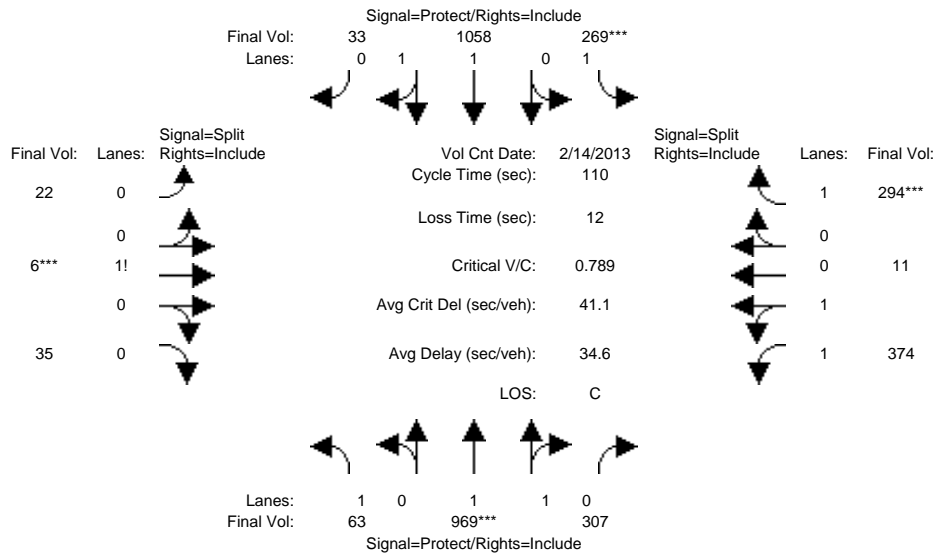 Signal=Protect/Rights=Include
Final Vol: 33 1058 269***
Lanes: 0 1 1 0 1
Signal=Split
Final Vol: Lanes: Rights=Include
Vol Cnt Date: 2/14/2013
Signal=Split
Rights=Include Lanes: Final Vol:
Cycle Time (sec): 110
22 0
1 294***
Loss Time (sec): 12
0
0
6*** 1!
Critical V/C: 0.789
0 11
0
Avg Crit Del (sec/veh): 41.1
1
35 0
Avg Delay (sec/veh): 34.6
1 374
LOS: C
Lanes: 1 0 1 1 0
Final Vol: 63 969*** 307
Signal=Protect/Rights=Include